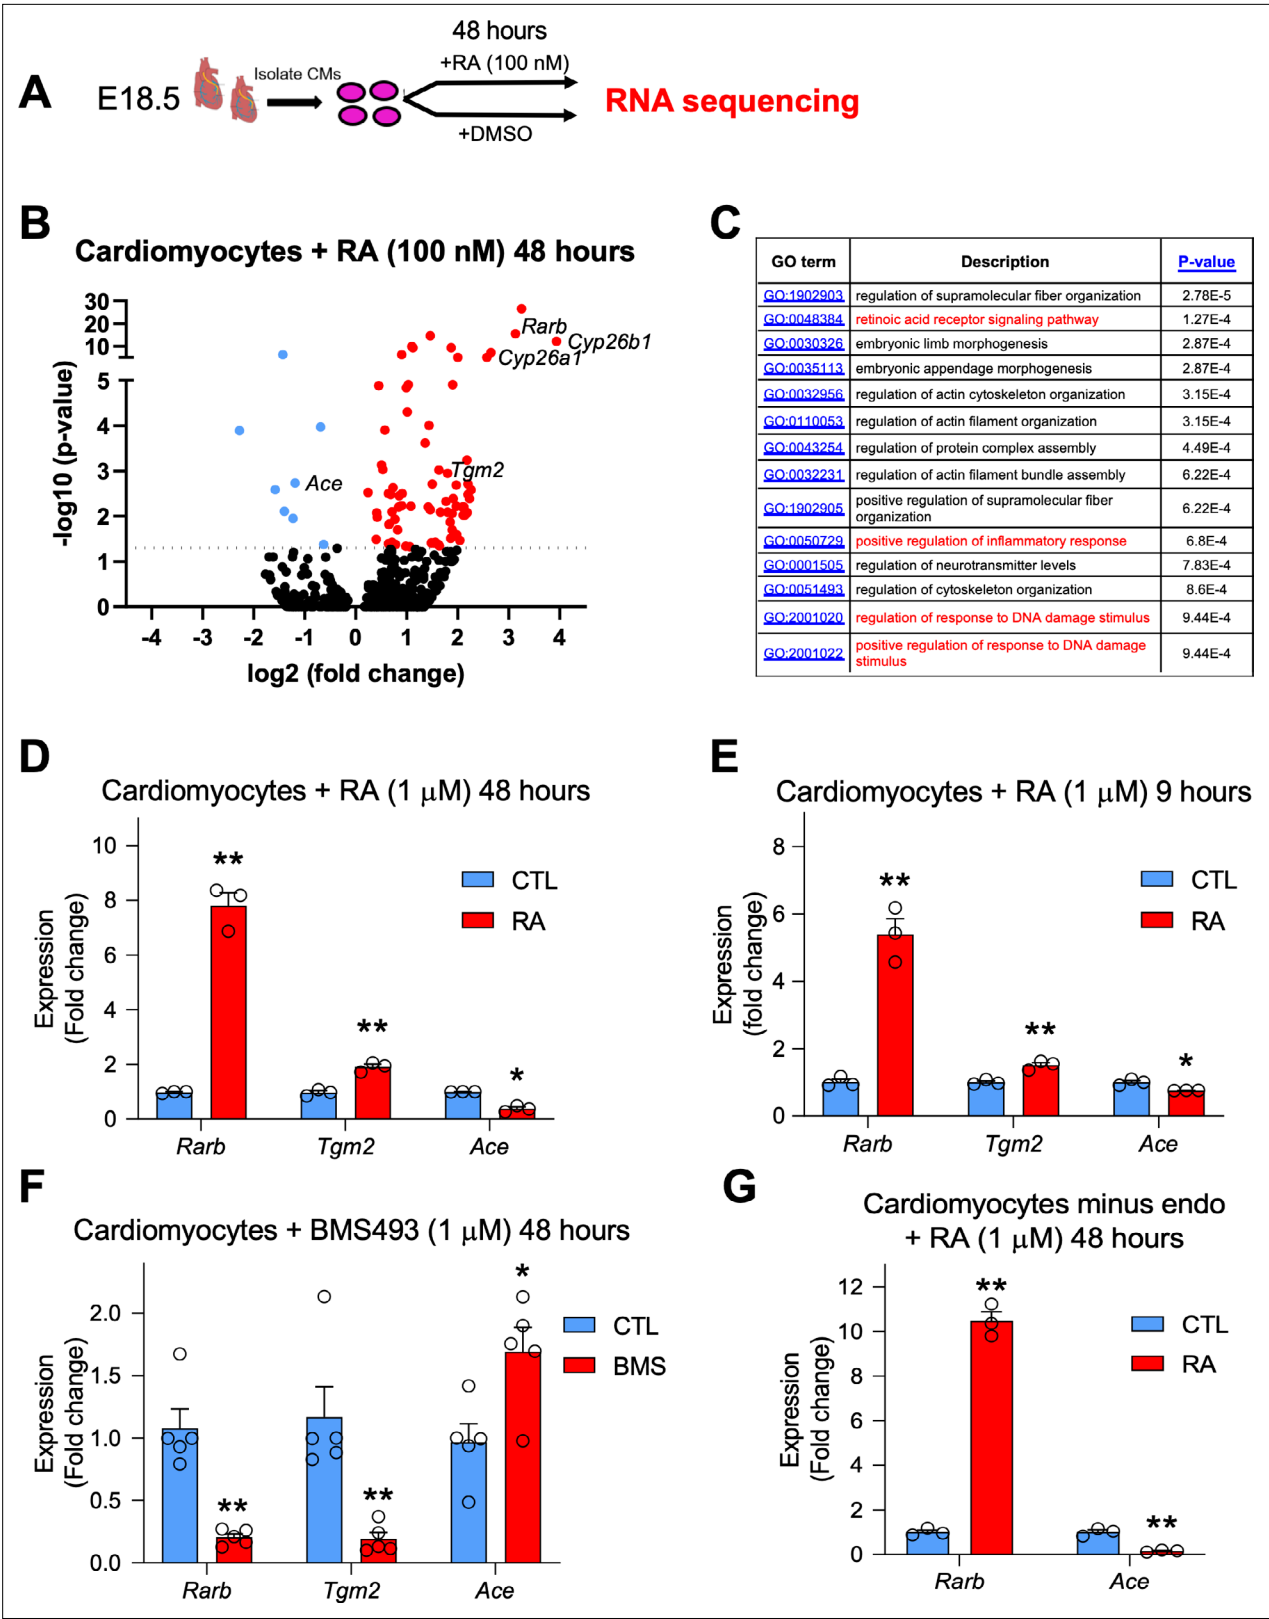 A
E18.5
Isolate CMs
48 hours
+RA (100 nM)
+DMSO
RNA sequencing
B
Cardiomyocytes + RA (100 nM) 48 hours
-log10 (p-value)
30
20
10
5
4
3
2
1
0
Rarb
Cyp26b1
Cyp26a1
Tgm2
Ace
-4 -3 -2 -1 0 1 2 3 4
log2 (fold change)
C
GO term Description P-value
GO:1902903 regulation of supramolecular fiber organization 2.78E-5
GO:0048384 retinoic acid receptor signaling pathway 1.27E-4
GO:0030326 embryonic limb morphogenesis 2.87E-4
GO:0035113 embryonic appendage morphogenesis 2.87E-4
GO:0032956 regulation of actin cytoskeleton organization 3.15E-4
GO:0110053 regulation of actin filament organization 3.15E-4
GO:0043254 regulation of protein complex assembly 4.49E-4
GO:0032231 regulation of actin filament bundle assembly 6.22E-4
GO:1902905 positive regulation of supramolecular fiber
organization 6.22E-4
GO:0050729 positive regulation of inflammatory response 6.8E-4
GO:0001505 regulation of neurotransmitter levels 7.83E-4
GO:0051493 regulation of cytoskeleton organization 8.6E-4
GO:2001020 regulation of response to DNA damage stimulus 9.44E-4
GO:2001022 positive regulation of response to DNA damage
stimulus 9.44E-4
D
Cardiomyocytes + RA (1 μM) 48 hours
Expression
(Fold change)
10
8
6
4
2
0
**
**
*
CTL
RA
Rarb Tgm2 Ace
E
Cardiomyocytes + RA (1 μM) 9 hours
Expression
(fold change)
8
6
4
2
0
**
**
*
CTL
RA
Rarb Tgm2 Ace
F
Cardiomyocytes + BMS493 (1 μM) 48 hours
Expression
(Fold change)
2.0
1.5
1.0
0.5
0.0
**
**
*
CTL
BMS
Rarb Tgm2 Ace
G
Cardiomyocytes minus endo
+ RA (1 μM) 48 hours
Expression
(Fold change)
12
10
8
6
4
2
0
**
**
CTL
RA
Rarb Ace